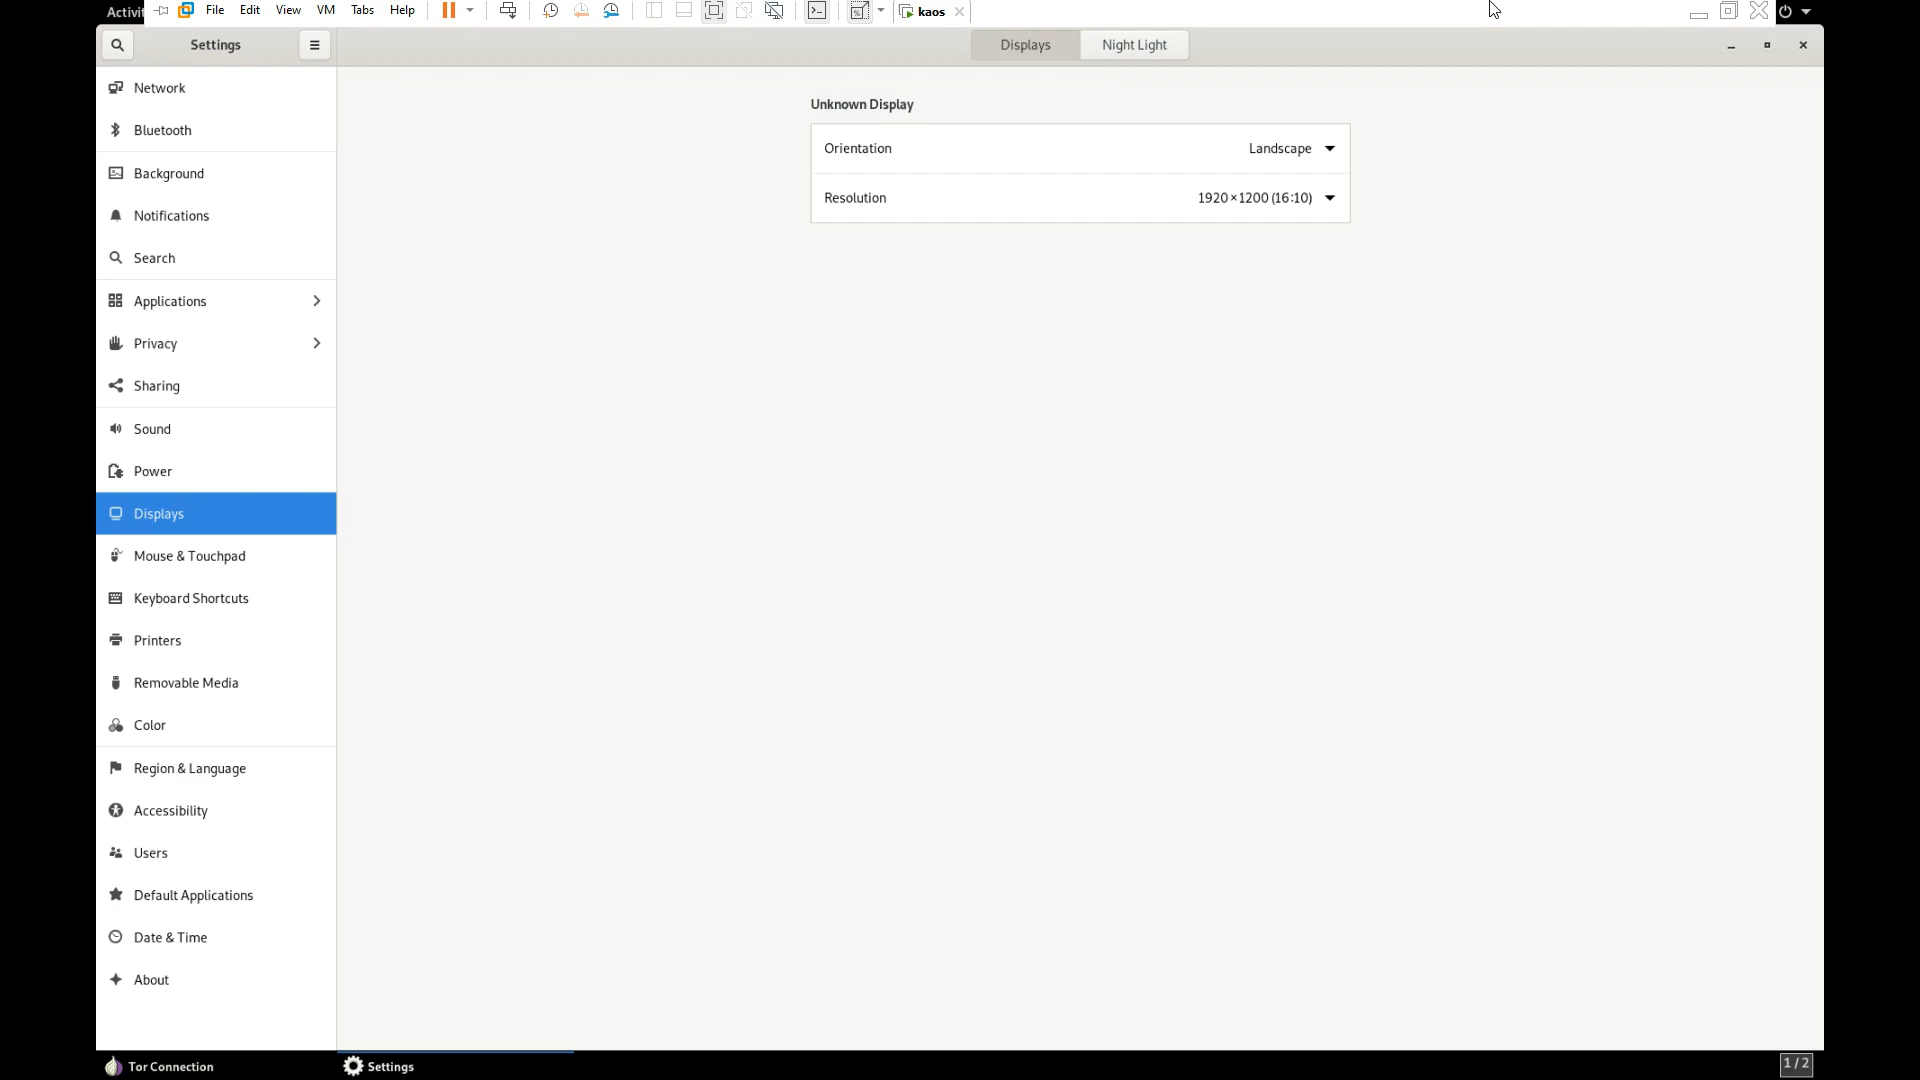 Activit
File Edit View VM Tabs Help kaos
Settings
Displays Night Light
Network
Bluetooth
Background
Notifications
Search
Applications
Privacy
Sharing
Sound
Power
Displays
Mouse & Touchpad
Keyboard Shortcuts
Printers
Removable Media
Color
Region & Language
Accessibility
Users
Default Applications
Date & Time
About
Unknown Display
Orientation Landscape
Resolution 1920×1200 (16:10)
Tor Connection Settings 1/2